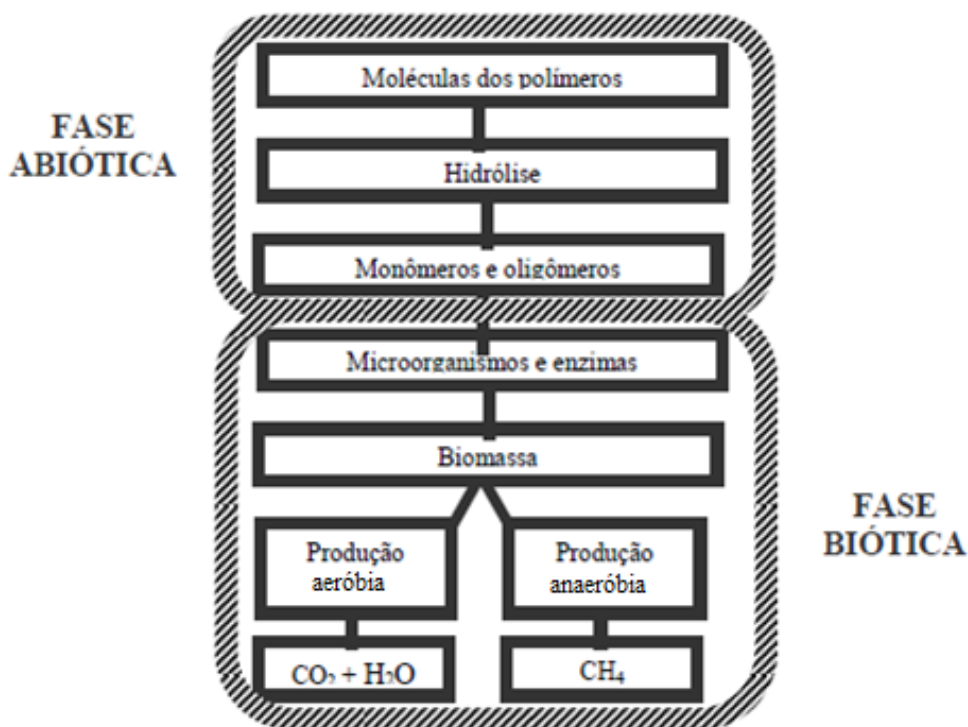 Moléculas dos polímeros
FASE
ABIÓTICA
Hidrólise
Monômeros e oligômeros
Microorganismos e enzimas
Biomassa
FASE
BIÓTICA
Produção
aeróbia
Produção
anaeróbia
CO₂ + H₂O
CH₄